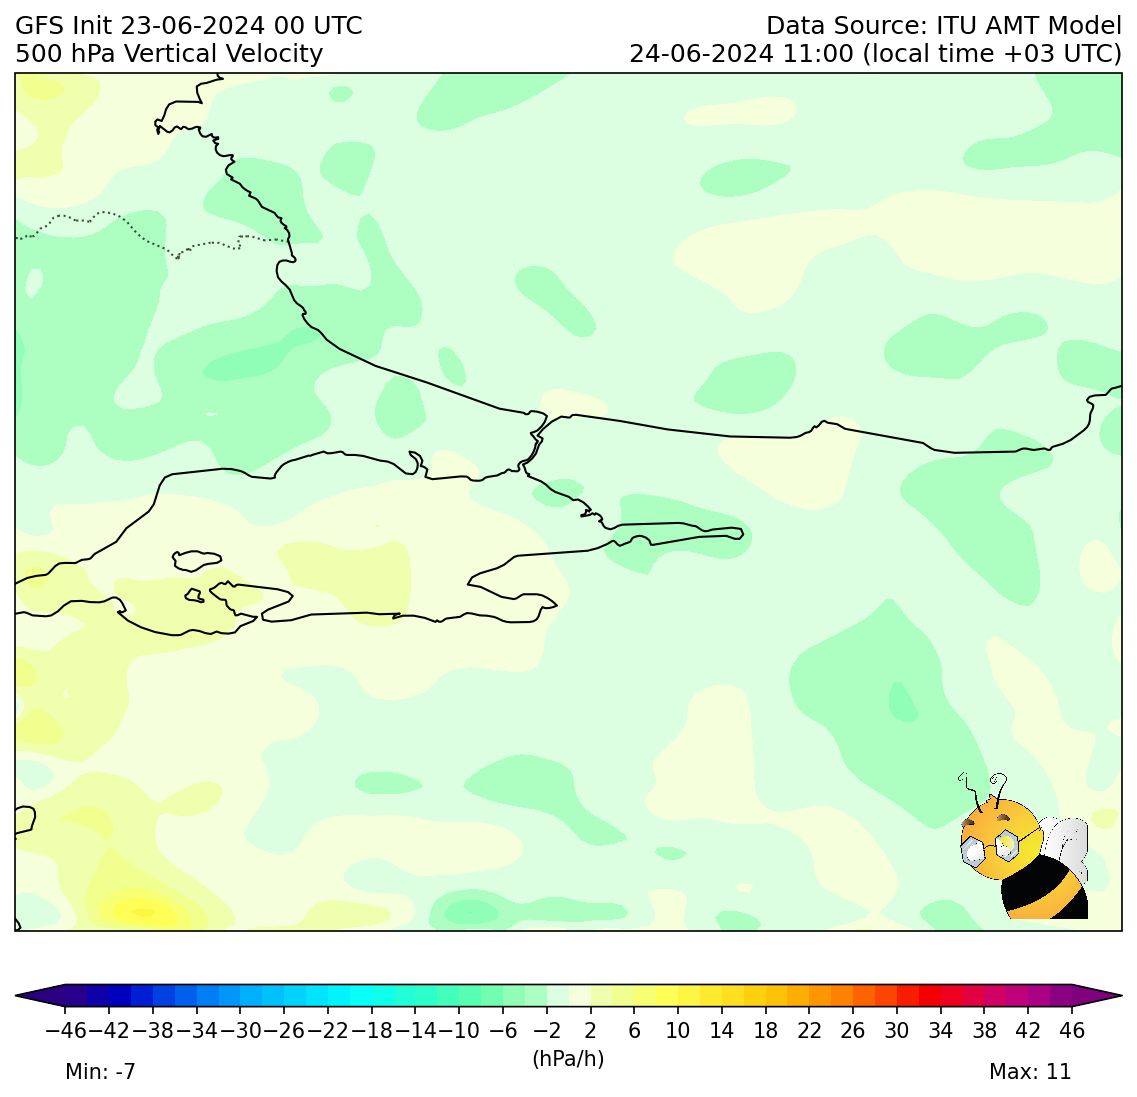 GFS Init 23-06-2024 00 UTC
Data Source: ITU AMT Model
500 hPa Vertical Velocity
24-06-2024 11:00 (local time +03 UTC)
−46 −42 −38 −34 −30 −26 −22 −18 −14 −10 −6 −2 2 6 10 14 18 22 26 30 34 38 42 46
(hPa/h)
Min: -7
Max: 11